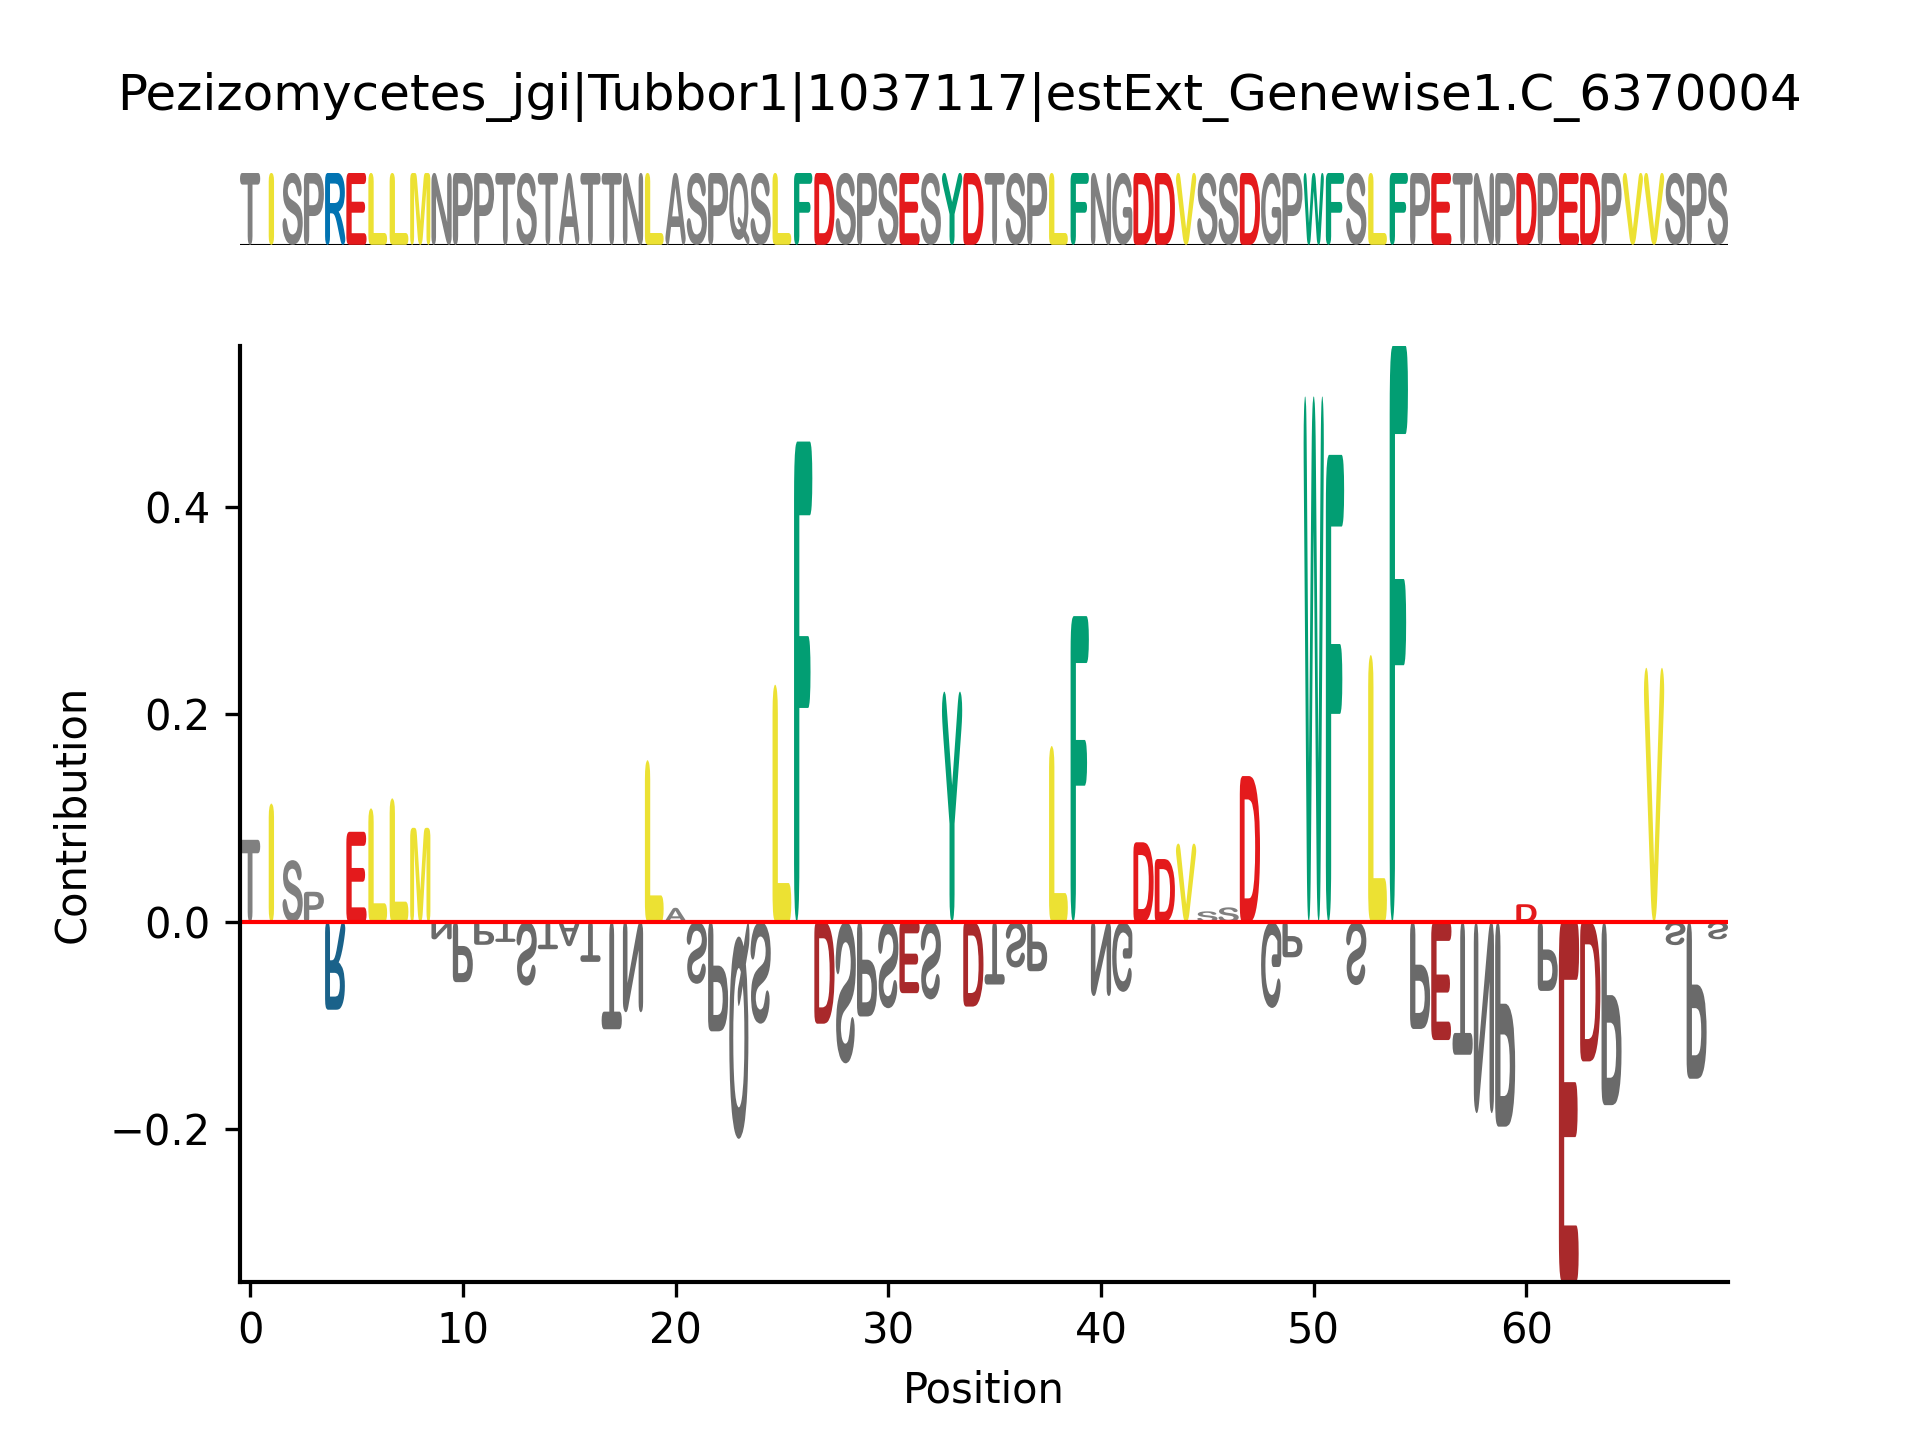 Pezizomycetes_jgi|Tubbor1|1037117|estExt_Genewise1.C_6370004
TISPRELLMNPPTSTATTNLASPQSLFDSPSESYDTSPLFNGDDVSSDGPWFSLFPETNPDPEDPVVSPS
Contribution
0.4
0.2
0.0
−0.2
TISPRELLMNPPTSTATTNLASPQSLFDSPSESYDTSPLFNGDDVSSDGPWFSLFPETNPDPEDPVSPS
0 10 20 30 40 50 60
Position